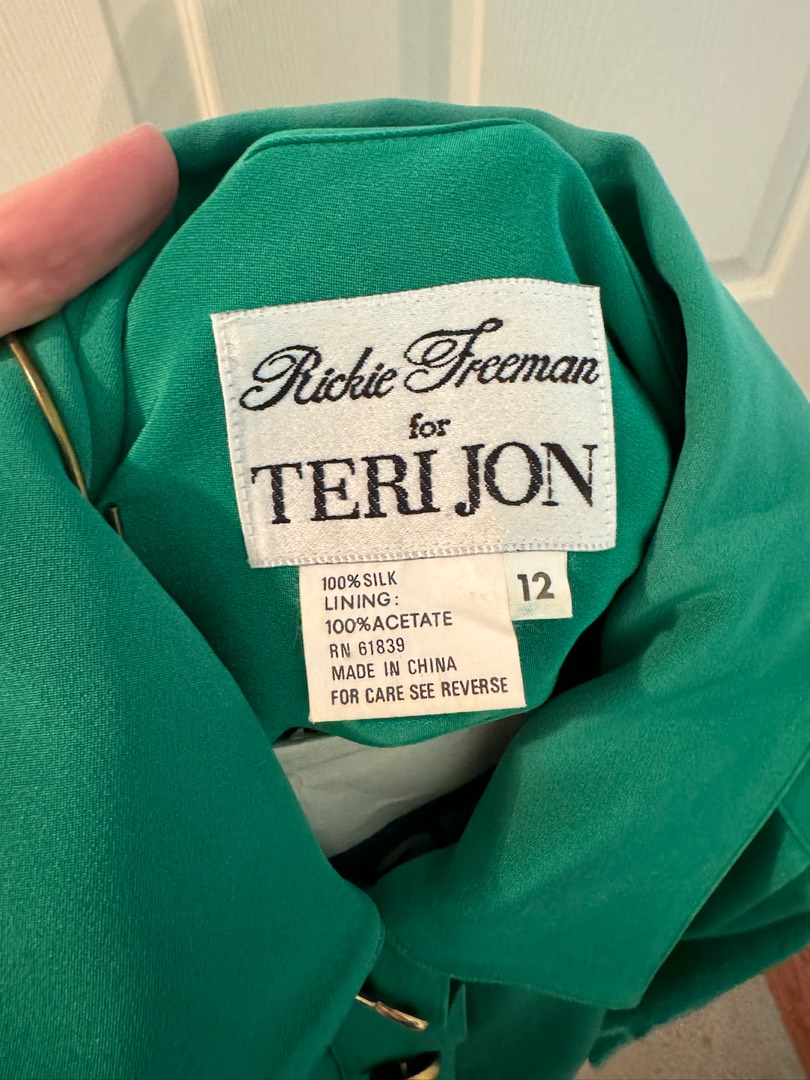 Rickie Freeman
for
TERI JON
100% SILK
LINING:
100% ACETATE
RN 61839
MADE IN CHINA
FOR CARE SEE REVERSE
12